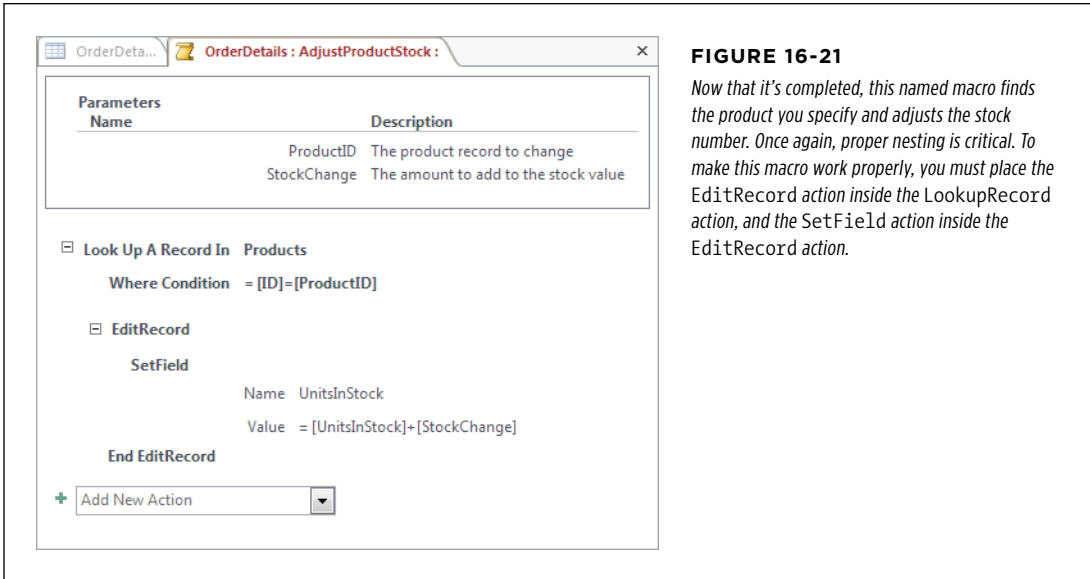 OrderDeta...
OrderDetails : AdjustProductStock :
×
Parameters
Name Description
ProductID The product record to change
StockChange The amount to add to the stock value
Look Up A Record In Products
Where Condition = [ID]=[ProductID]
EditRecord
SetField
Name UnitsInStock
Value = [UnitsInStock]+[StockChange]
End EditRecord
Add New Action
FIGURE 16-21
Now that it's completed, this named macro finds
the product you specify and adjusts the stock
number. Once again, proper nesting is critical. To
make this macro work properly, you must place the
EditRecord action inside the LookupRecord
action, and the SetField action inside the
EditRecord action.